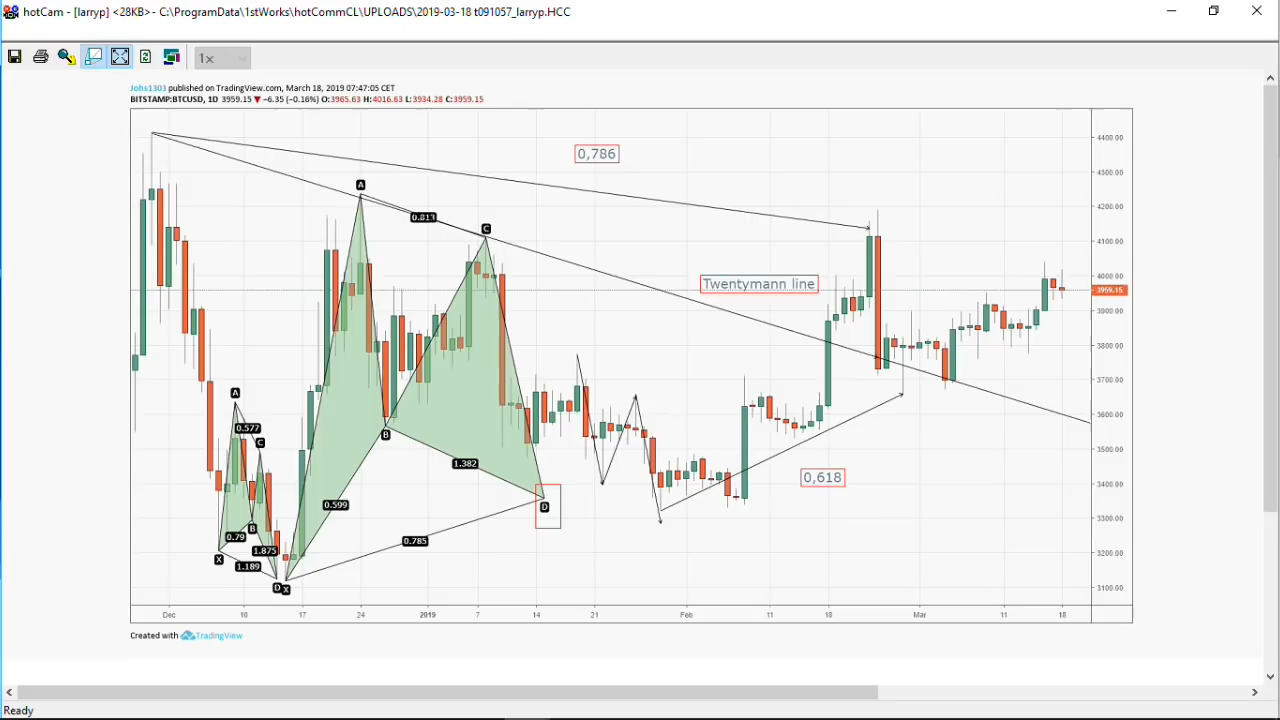 hotCam - [larryp] <28KB> - C:\ProgramData\1stWorks\hotCommCL\UPLOADS\2019-03-18 t091057_larryp.HCC
1x
Johs1303 published on TradingView.com, March 18, 2019 07:47:05 CET
BITSTAMP:BTCUSD, 1D 3959.15 ▼ −6.35 (−0.16%) O:3965.63 H:4016.63 L:3934.28 C:3959.15
4400.00
0,786
4300.00
A
4200.00
0.813
C
4100.00
4000.00
Twentymann line
3959.15
3900.00
3800.00
3700.00
A
3600.00
0.577
B
C
3500.00
1.382
0,618
3400.00
0.599
D
3300.00
B
0.79
0.785
1.875
3200.00
X
1.189
D
X
3100.00
Dec
10
17
24
2019
7
14
21
Feb
11
18
Mar
11
18
Created with TradingView
Ready